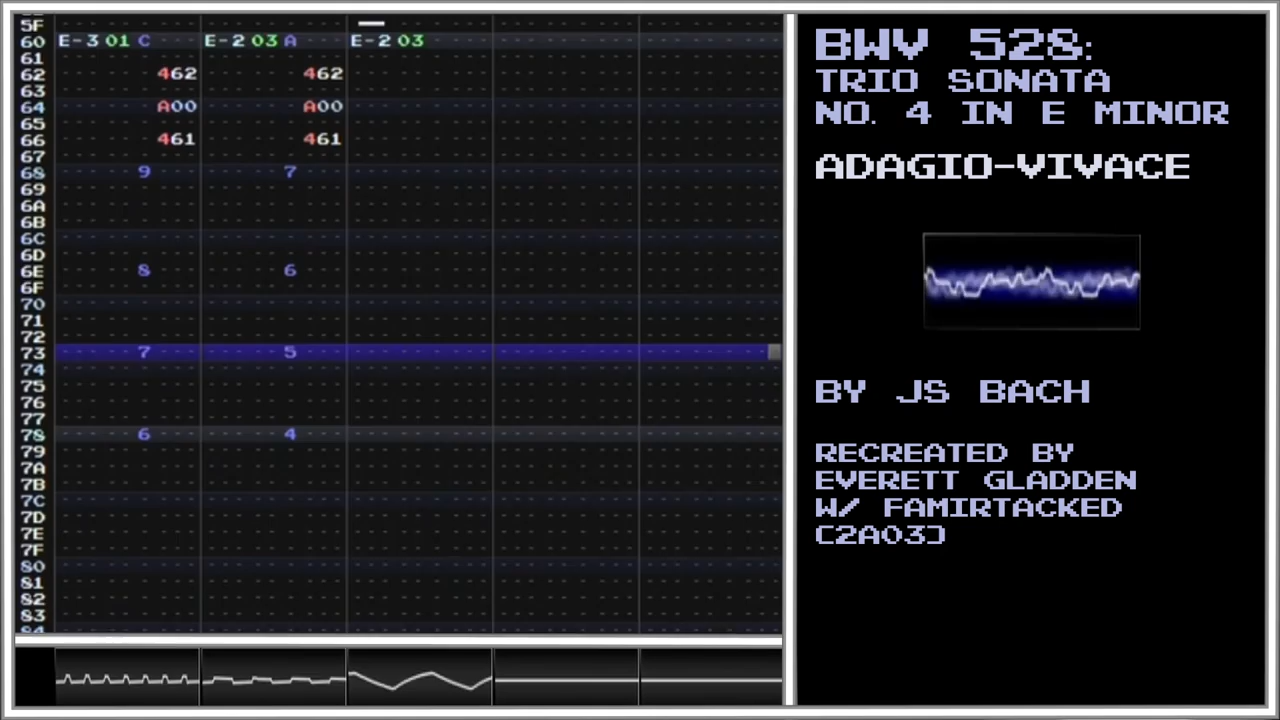 5F
60 E-3 01 C E-2 03 A E-2 03
61
62 462 462
63
64 A00 A00
65
66 461 461
67
68 9 7
69
6A
6B
6C
6D
6E 8 6
6F
70
71
72
73 7 5
74
75
76
77
78 6 4
79
7A
7B
7C
7D
7E
7F
80
81
82
83
84
BWV 528:
TRIO SONATA
NO. 4 IN E MINOR
ADAGIO-VIVACE
BY JS BACH
RECREATED BY
EVERETT GLADDEN
W/ FAMIRTACKED
[2A03]